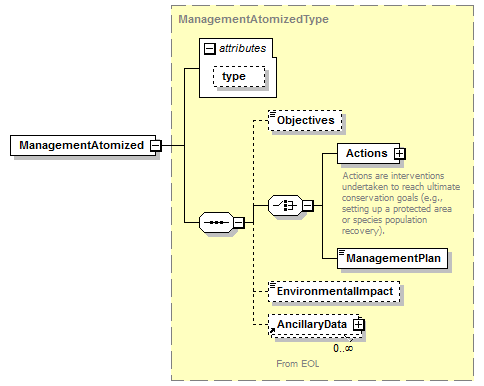 ManagementAtomizedType
attributes
type
Objectives
ManagementAtomized
Actions
Actions are interventions
undertaken to reach ultimate
conservation goals (e.g.,
setting up a protected area
or species population
recovery).
ManagementPlan
EnvironmentalImpact
AncillaryData
0..∞
From EOL